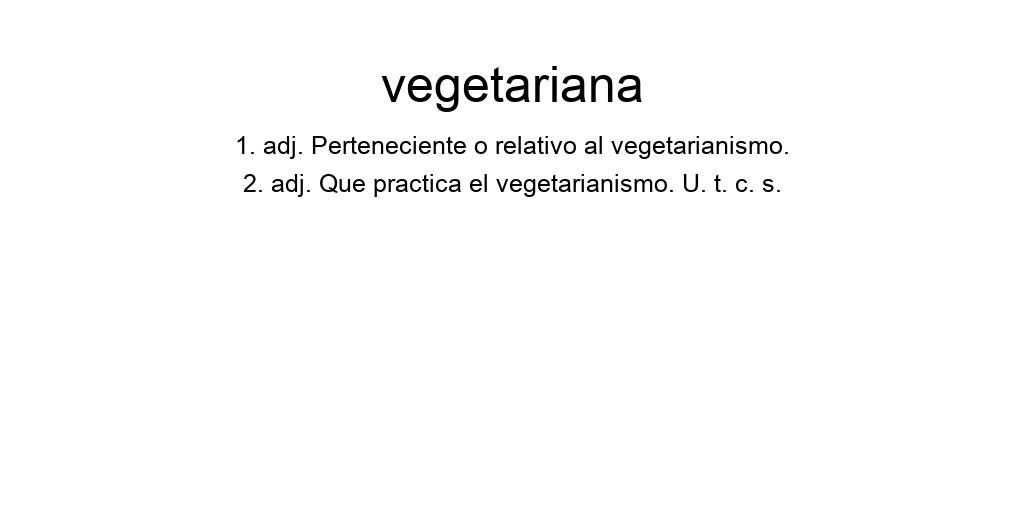 vegetariana
1. adj. Perteneciente o relativo al vegetarianismo.
2. adj. Que practica el vegetarianismo. U. t. c. s.